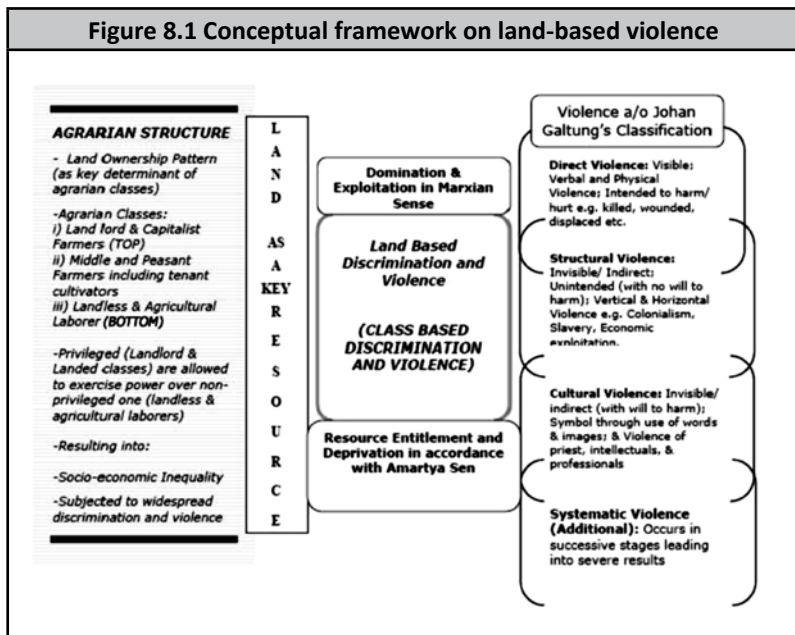 Figure 8.1 Conceptual framework on land-based violence
AGRARIAN STRUCTURE
- Land Ownership Pattern
(as key determinant of
agrarian classes)
-Agrarian Classes:
i) Land lord & Capitalist
Farmers (TOP)
ii) Middle and Peasant
Farmers including tenant
cultivators
iii) Landless & Agricultural
Laborer (BOTTOM)
-Privileged (Landlord &
Landed classes) are allowed
to exercise power over non-
privileged one (landless &
agricultural laborers)
-Resulting into:
-Socio-economic Inequality
-Subjected to widespread
discrimination and violence
L
A
N
D
AS
A
KEY
R
E
S
O
U
R
C
E
Domination &
Exploitation in Marxian
Sense
Land Based
Discrimination and
Violence
(CLASS BASED
DISCRIMINATION
AND VIOLENCE)
Resource Entitlement and
Deprivation in accordance
with Amartya Sen
Violence a/o Johan
Galtung's Classification
Direct Violence: Visible;
Verbal and Physical
Violence; Intended to harm/
hurt e.g. killed, wounded,
displaced etc.
Structural Violence:
Invisible/ Indirect;
Unintended (with no will to
harm); Vertical & Horizontal
Violence e.g. Colonialism,
Slavery, Economic
exploitation.
Cultural Violence: Invisible/
indirect (with will to harm);
Symbol through use of words
& images; & Violence of
priest, intellectuals, &
professionals
Systematic Violence
(Additional): Occurs in
successive stages leading
into severe results